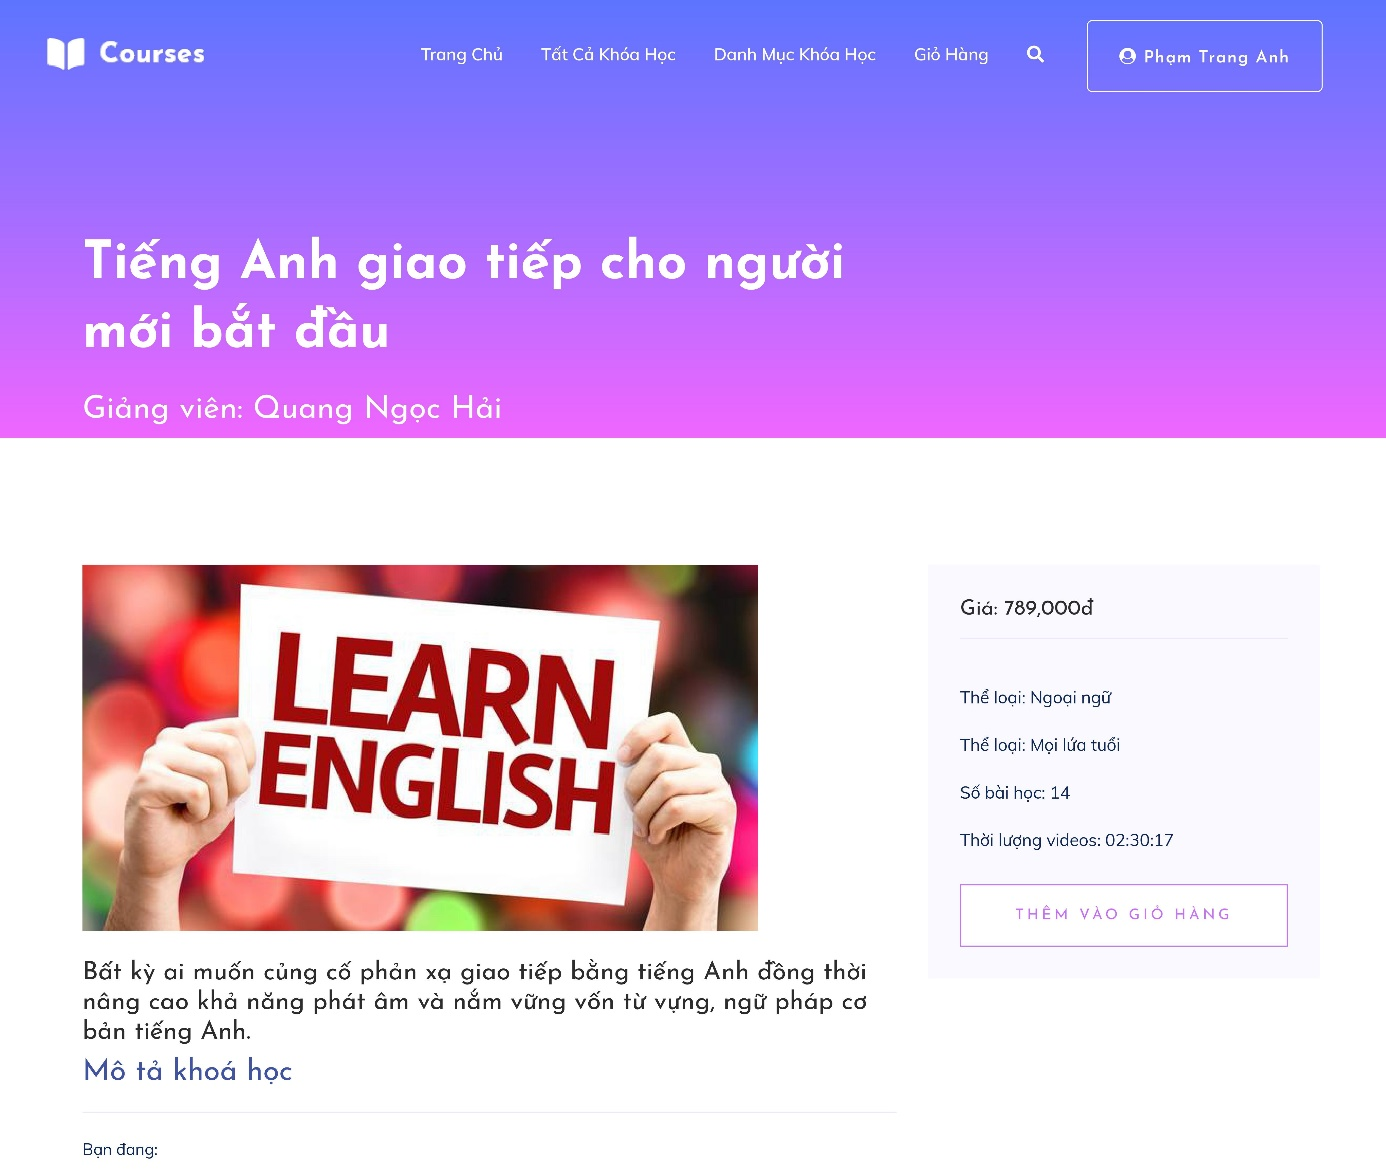 Courses
Trang Chủ
Tất Cả Khóa Học
Danh Mục Khóa Học
Giỏ Hàng
Phạm Trang Anh
Tiếng Anh giao tiếp cho người
mới bắt đầu
Giảng viên: Quang Ngọc Hải
LEARN
ENGLISH
Giá: 789,000đ
Thể loại: Ngoại ngữ
Thể loại: Mọi lứa tuổi
Số bài học: 14
Thời lượng videos: 02:30:17
THÊM VÀO GIỎ HÀNG
Bất kỳ ai muốn củng cố phản xạ giao tiếp bằng tiếng Anh đồng thời
nâng cao khả năng phát âm và nắm vững vốn từ vựng, ngữ pháp cơ
bản tiếng Anh.
Mô tả khoá học
Bạn đang: